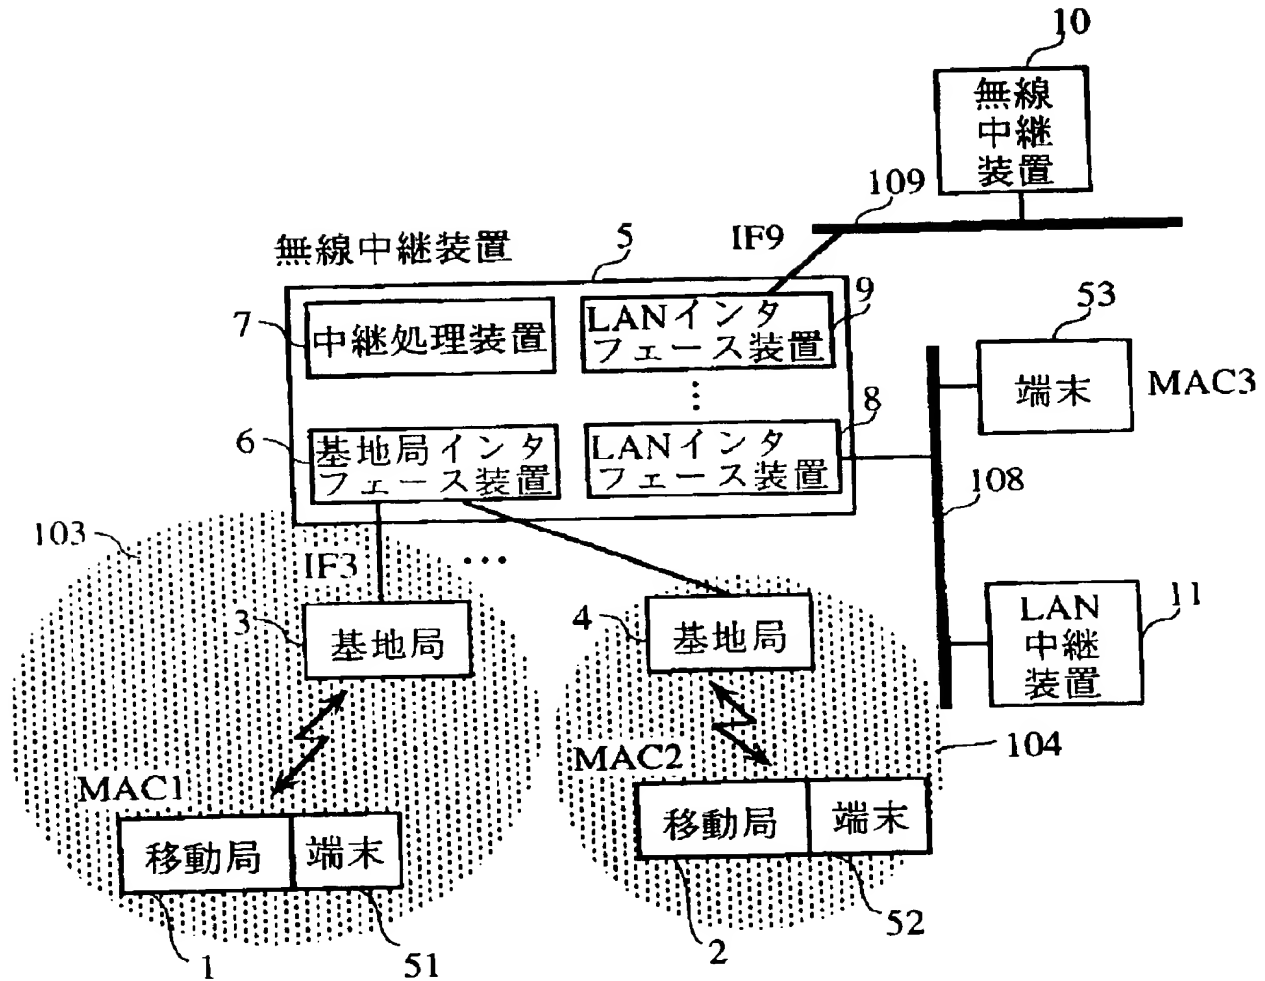 10
無線
中継
装置
109
IF9
無線中継装置
5
7
中継処理装置
LANインタ
フェース装置
9
53
端末
MAC3
6
基地局インタ
フェース装置
LANインタ
フェース装置
8
108
103
IF3
3
基地局
4
基地局
LAN
中継
装置
11
104
MAC1
移動局
端末
1
51
MAC2
移動局
端末
2
52